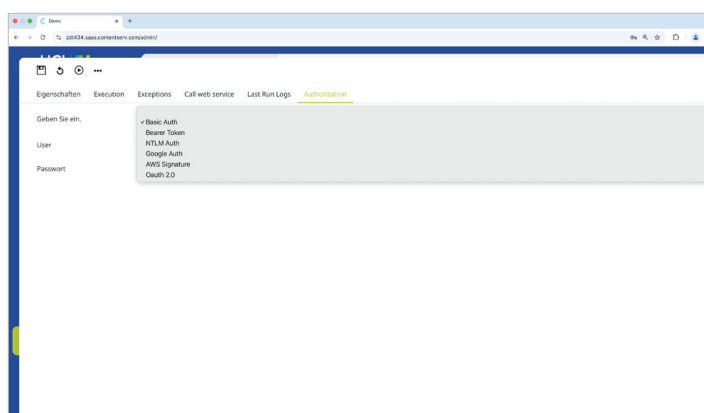 Demo
zdt434.saas.contentserv.com/admin/
Eigenschaften Execution Exceptions Call web service Last Run Logs Authorization
Geben Sie ein.
✓ Basic Auth
Bearer Token
User
NTLM Auth
Google Auth
AWS Signature
Passwort
Oauth 2.0